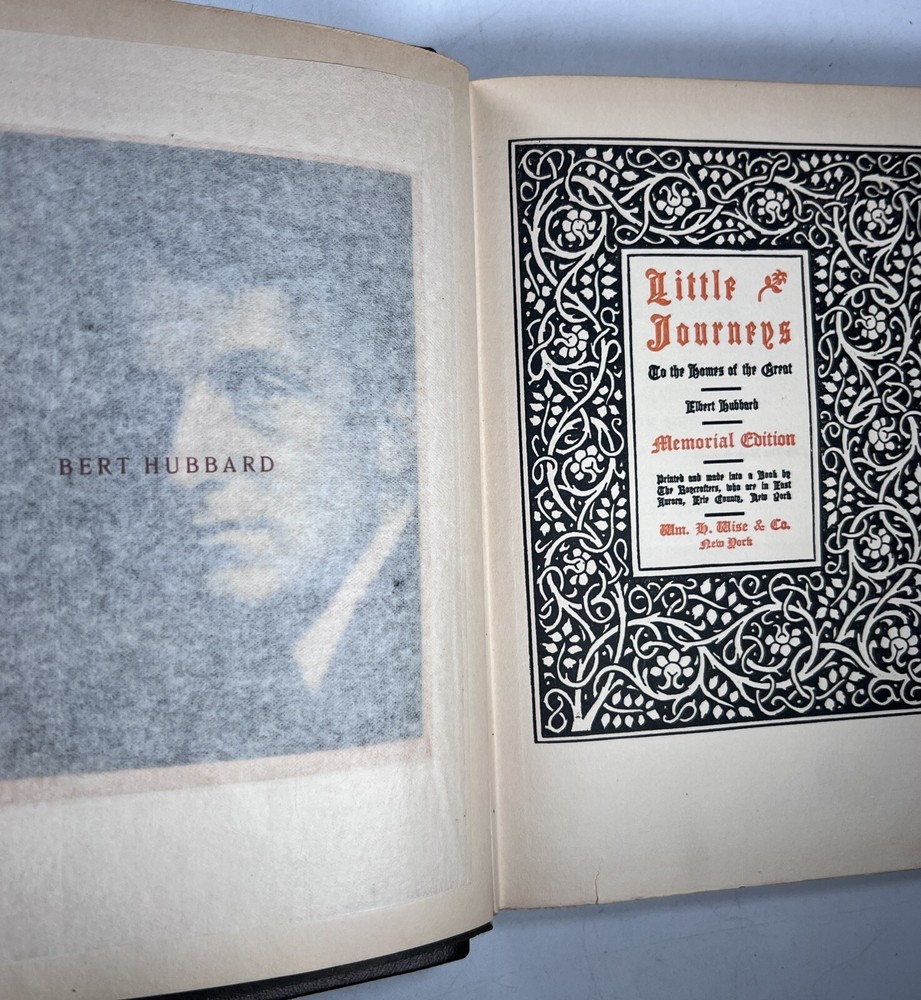 BERT HUBBARD
Little
Journeys
To the Homes of the Great
Elbert Hubbard
Memorial Edition
Printed and made into a Book by
The Roycrofters, who are in East
Aurora, Erie County, New York
Wm. H. Wise & Co.
New York